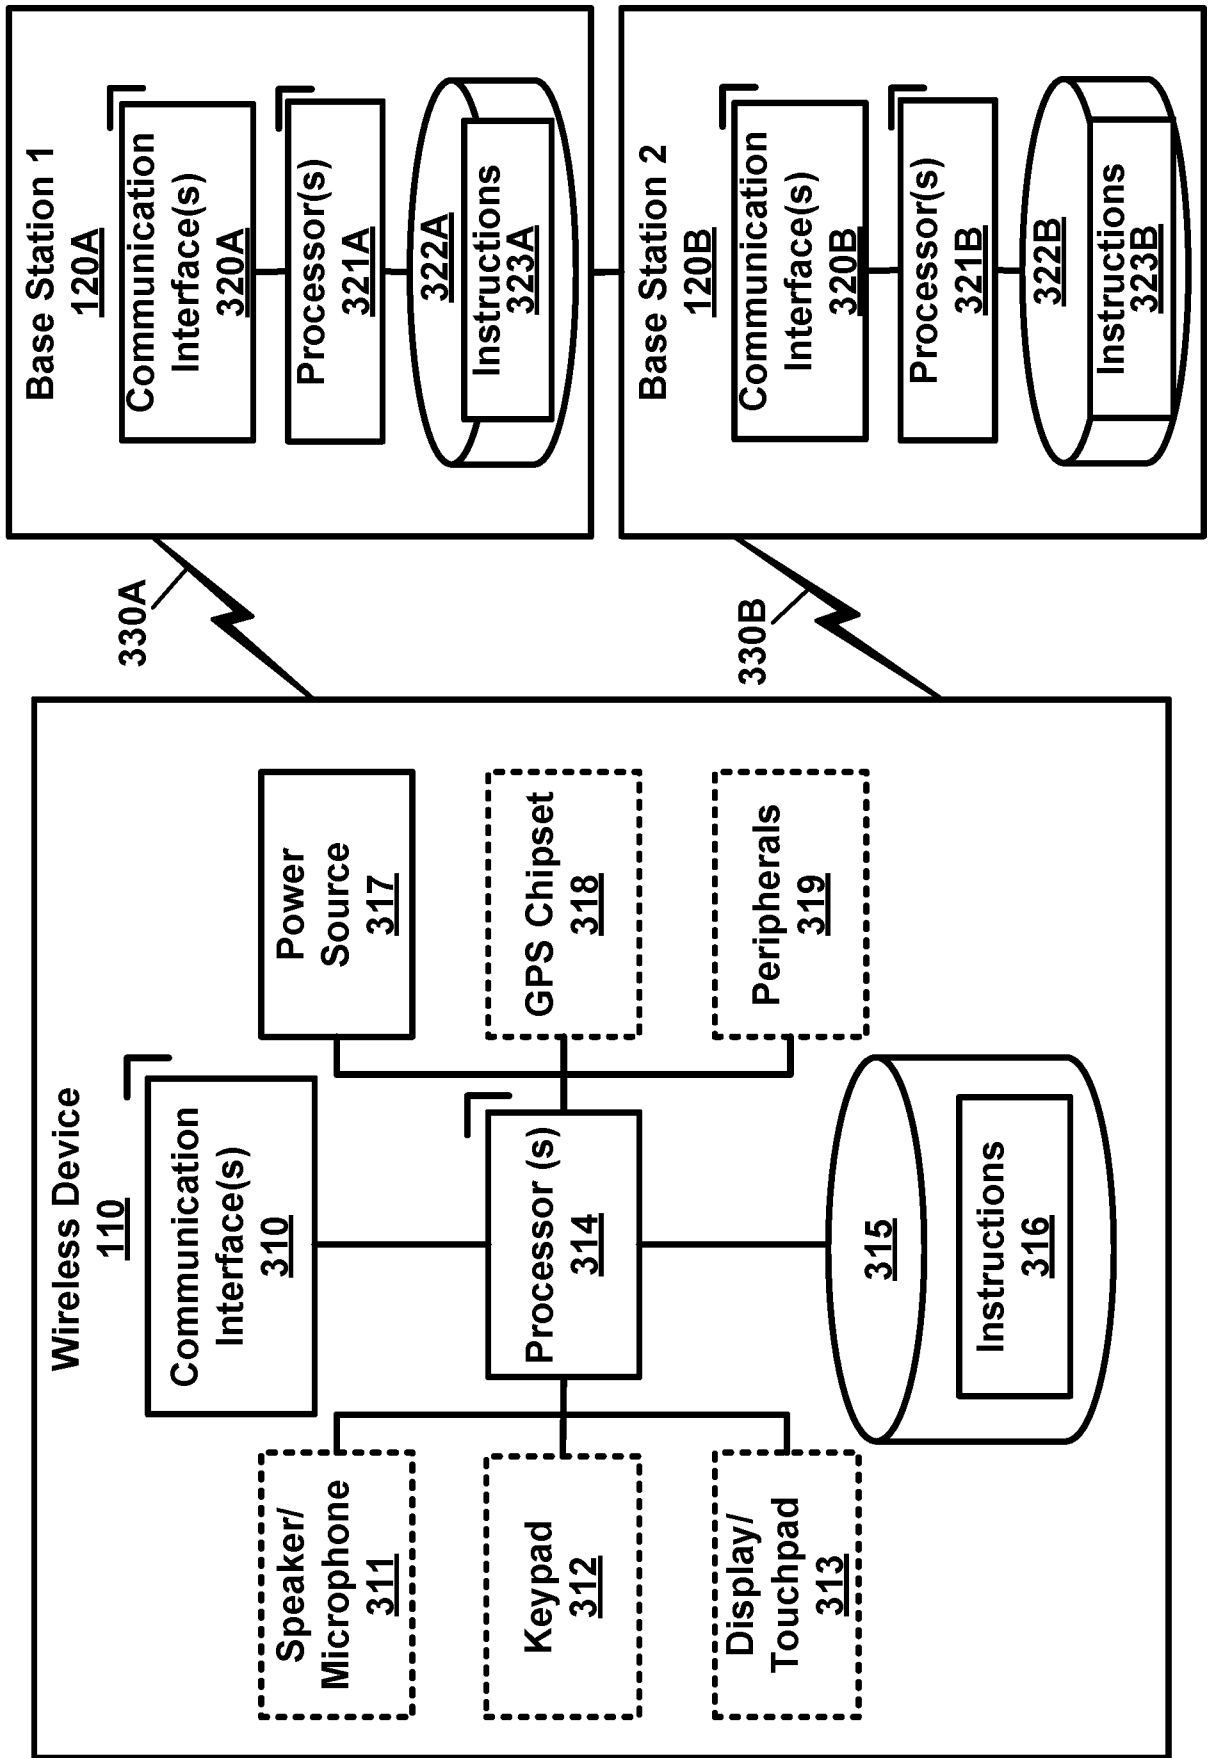 Wireless Device
110
Communication
Interface(s)
310
Speaker/
Microphone
311
Keypad
312
Display/
Touchpad
313
Processor (s)
314
Power
Source
317
GPS Chipset
318
Peripherals
319
315
Instructions
316
330A
330B
Base Station 1
120A
Communication
Interface(s)
320A
Processor(s)
321A
322A
Instructions
323A
Base Station 2
120B
Communication
Interface(s)
320B
Processor(s)
321B
322B
Instructions
323B